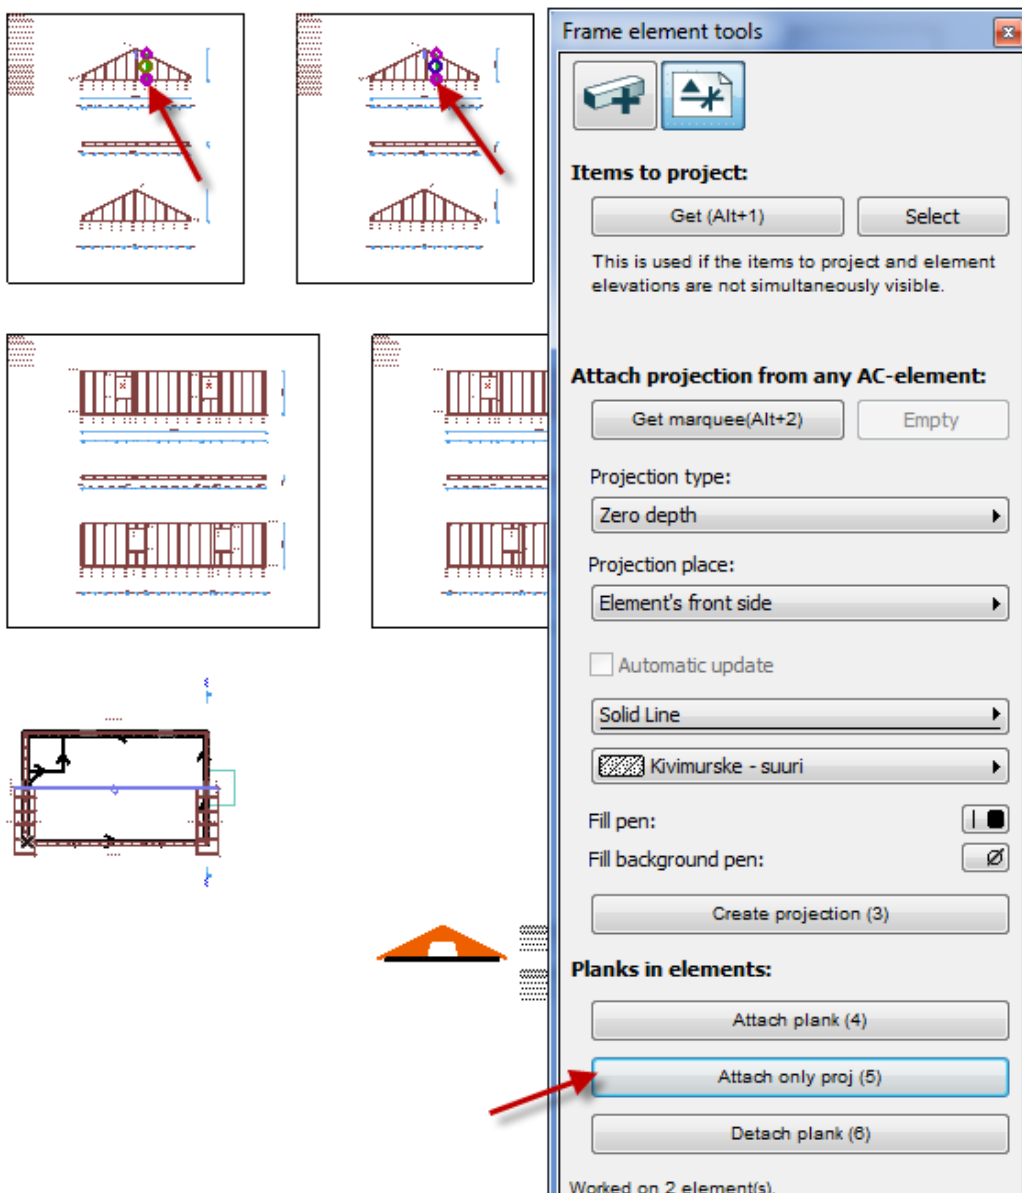 Frame element tools
Items to project:
Get (Alt+1)
Select
This is used if the items to project and element
elevations are not simultaneously visible.
Attach projection from any AC-element:
Get marquee(Alt+2)
Empty
Projection type:
Zero depth
Projection place:
Element's front side
Automatic update
Solid Line
Kivimurske - suuri
Fill pen:
Fill background pen:
Create projection (3)
Planks in elements:
Attach plank (4)
Attach only proj (5)
Detach plank (6)
Worked on 2 element(s).